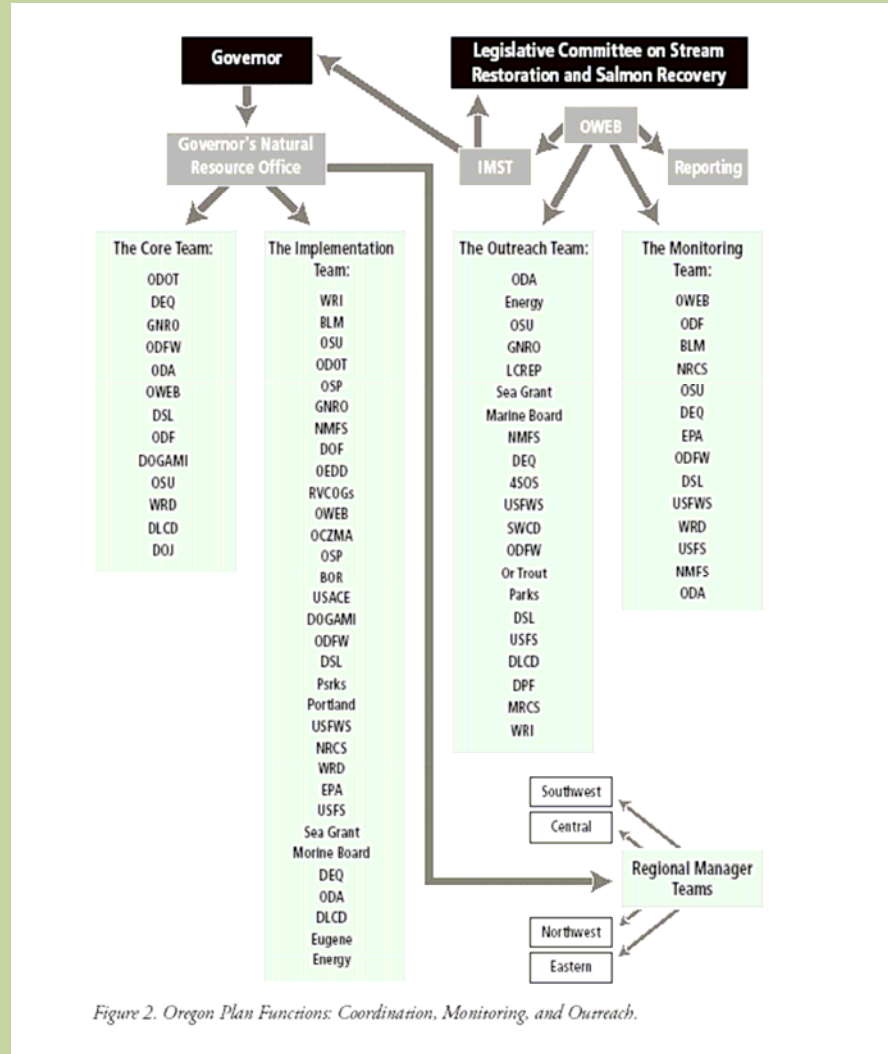 Governor
Legislative Committee on Stream
Restoration and Salmon Recovery
Governor's Natural
Resource Office
OWEB
IMST
Reporting
The Core Team:
ODOT
DEQ
GNRO
ODFW
ODA
OWEB
DSL
ODF
DOGAMI
OSU
WRD
DLCD
DOJ
The Implementation
Team:
WRI
BLM
OSU
ODOT
OSP
GNRO
NMFS
DOF
OEDD
RVCOGs
OWEB
OCZMA
OSP
BOR
USACE
DOGAMI
ODFW
DSL
Psrks
Portland
USFWS
NRCS
WRD
EPA
USFS
Sea Grant
Morine Board
DEQ
ODA
DLCD
Eugene
Energy
The Outreach Team:
ODA
Energy
OSU
GNRO
LCREP
Sea Grant
Marine Board
NMFS
DEQ
4SOS
USFWS
SWCD
ODFW
Or Trout
Parks
DSL
USFS
DLCD
DPF
MRCS
WRI
The Monitoring
Team:
OWEB
ODF
BLM
NRCS
OSU
DEQ
EPA
ODFW
DSL
USFWS
WRD
USFS
NMFS
ODA
Southwest
Central
Regional Manager
Teams
Northwest
Eastern
Figure 2. Oregon Plan Functions: Coordination, Monitoring, and Outreach.